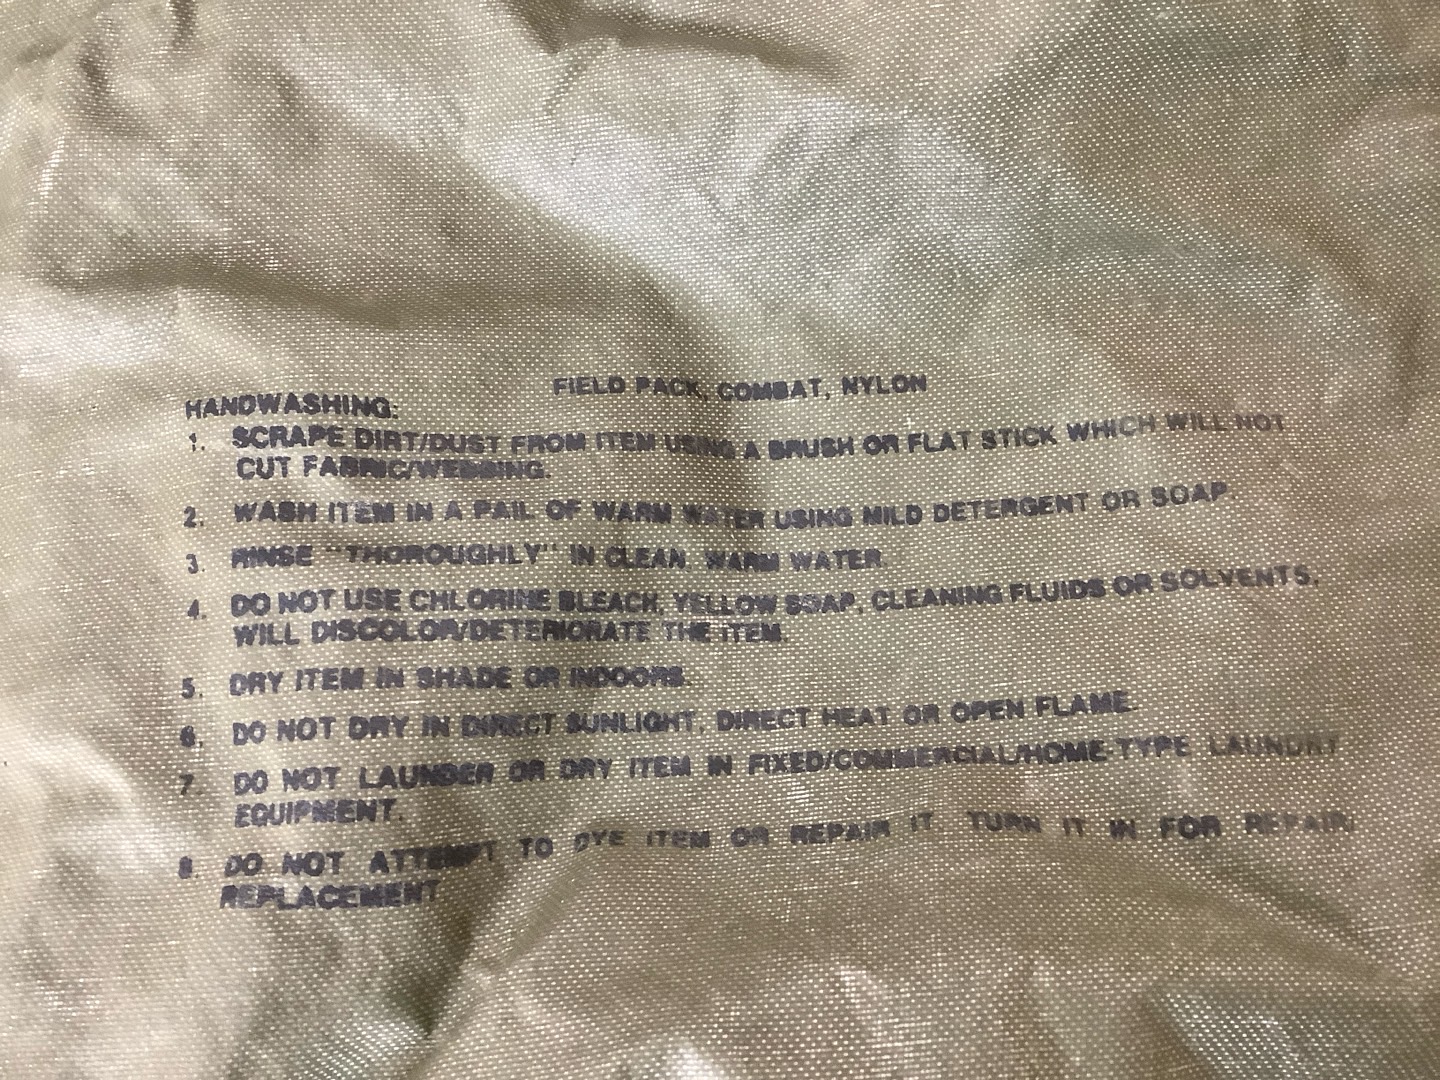 FIELD PACK, COMBAT, NYLON
HANDWASHING:
1. SCRAPE DIRT/DUST FROM ITEM USING A BRUSH OR FLAT STICK WHICH WILL NOT
CUT FABRIC/WEBBING.
2. WASH ITEM IN A PAIL OF WARM WATER USING MILD DETERGENT OR SOAP.
3. RINSE "THOROUGHLY" IN CLEAN, WARM WATER.
4. DO NOT USE CHLORINE BLEACH, YELLOW SOAP, CLEANING FLUIDS OR SOLVENTS.
WILL DISCOLOR/DETERIORATE THE ITEM.
5. DRY ITEM IN SHADE OR INDOORS.
6. DO NOT DRY IN DIRECT SUNLIGHT, DIRECT HEAT OR OPEN FLAME.
7. DO NOT LAUNDER OR DRY ITEM IN FIXED/COMMERCIAL/HOME-TYPE LAUNDRY
EQUIPMENT.
8. DO NOT ATTEMPT TO DYE ITEM OR REPAIR IT. TURN IT IN FOR REPAIR/
REPLACEMENT